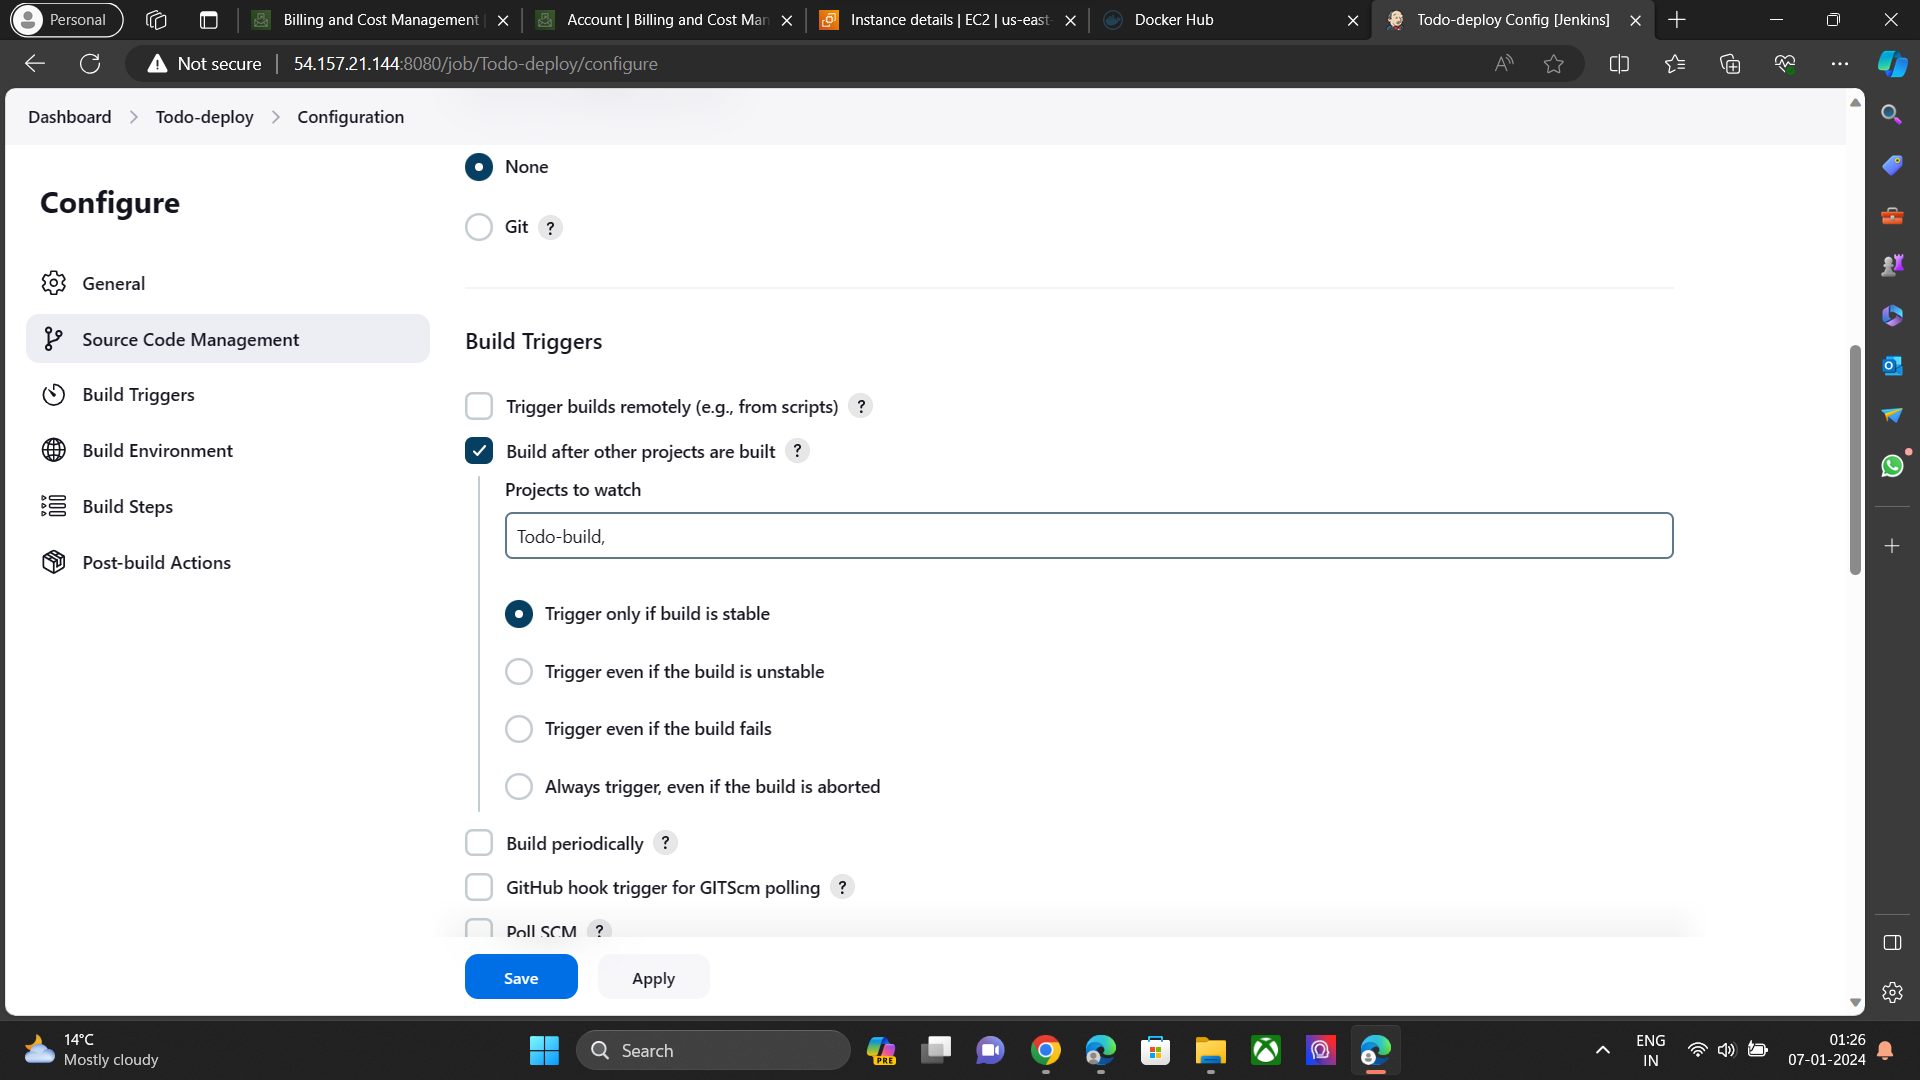 Personal
Billing and Cost Management
Account | Billing and Cost Man
Instance details | EC2 | us-east-
Docker Hub
Todo-deploy Config [Jenkins]
Not secure
54.157.21.144:8080/job/Todo-deploy/configure
Dashboard
Todo-deploy
Configuration
Configure
General
Source Code Management
Build Triggers
Build Environment
Build Steps
Post-build Actions
None
Git ?
Build Triggers
Trigger builds remotely (e.g., from scripts) ?
Build after other projects are built ?
Projects to watch
Todo-build,
Trigger only if build is stable
Trigger even if the build is unstable
Trigger even if the build fails
Always trigger, even if the build is aborted
Build periodically ?
GitHub hook trigger for GITScm polling ?
Poll SCM ?
Save
Apply
14°C
Mostly cloudy
Search
PRE
ENG
IN
01:26
07-01-2024